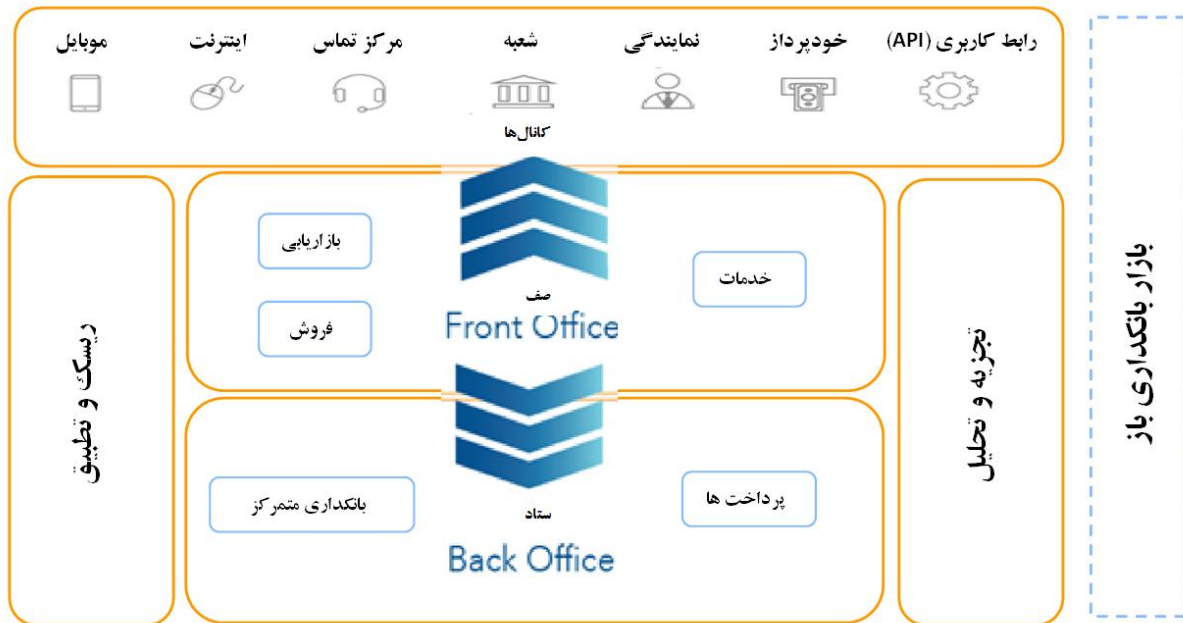 رابط کاربری (API)
خودپرداز
نمایندگی
شعبه
مرکز تماس
اینترنت
موبایل
کانال‌ها
بازار بانکداری باز
تجزیه و تحلیل
خدمات
بازاریابی
فروش
صف
Front Office
ریسک و تطبیق
پرداخت ها
بانکداری متمرکز
ستاد
Back Office